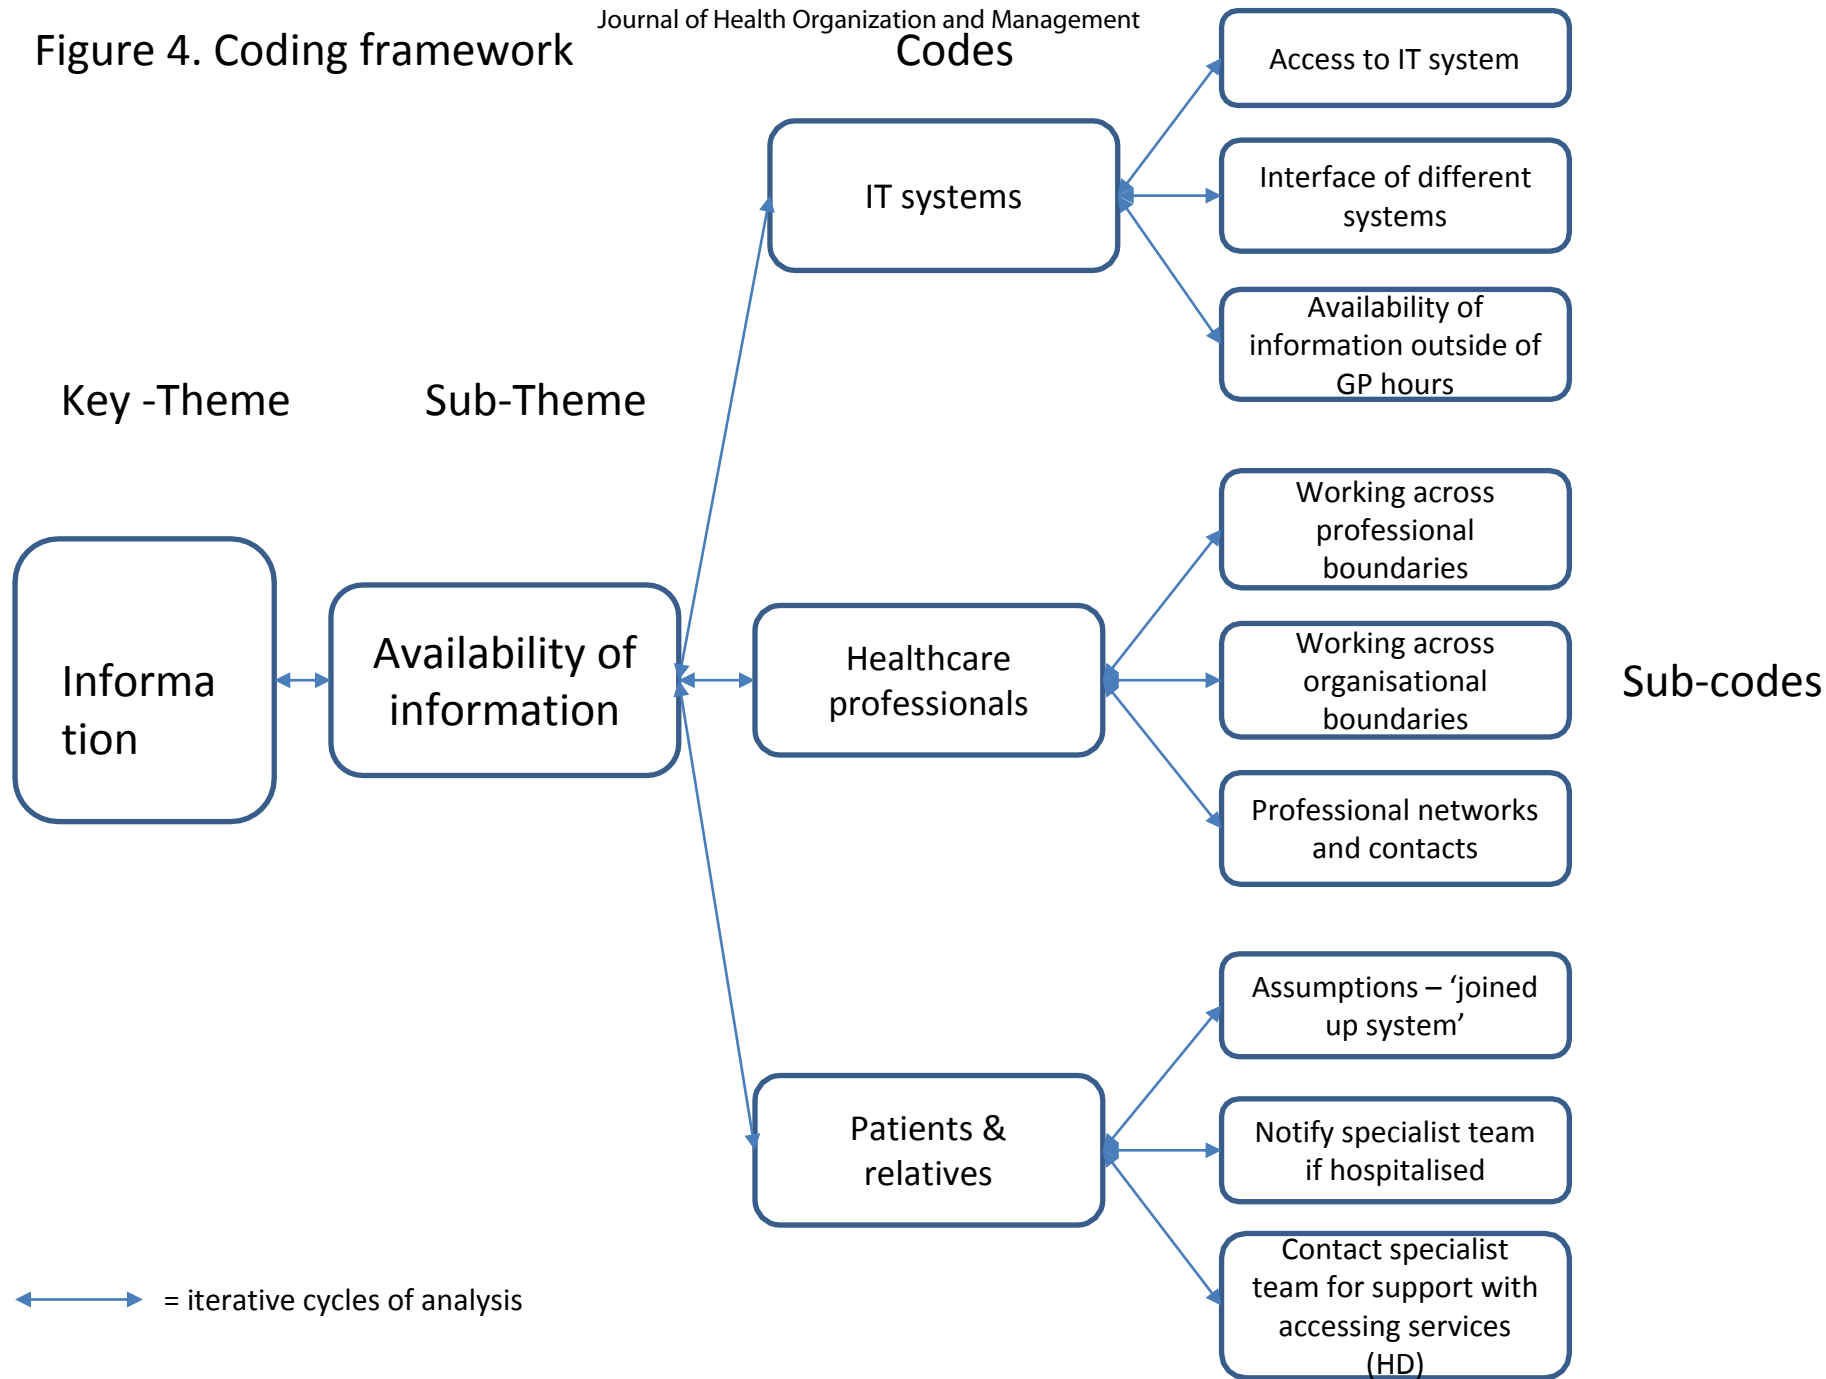 Journal of Health Organization and Management
Figure 4. Coding framework
Codes
Key -Theme
Sub-Theme
Informa
tion
Availability of
information
IT systems
Access to IT system
Interface of different
systems
Availability of
information outside of
GP hours
Healthcare
professionals
Working across
professional
boundaries
Working across
organisational
boundaries
Professional networks
and contacts
Sub-codes
Patients &
relatives
Assumptions – ‘joined
up system’
Notify specialist team
if hospitalised
Contact specialist
team for support with
accessing services
(HD)
= iterative cycles of analysis